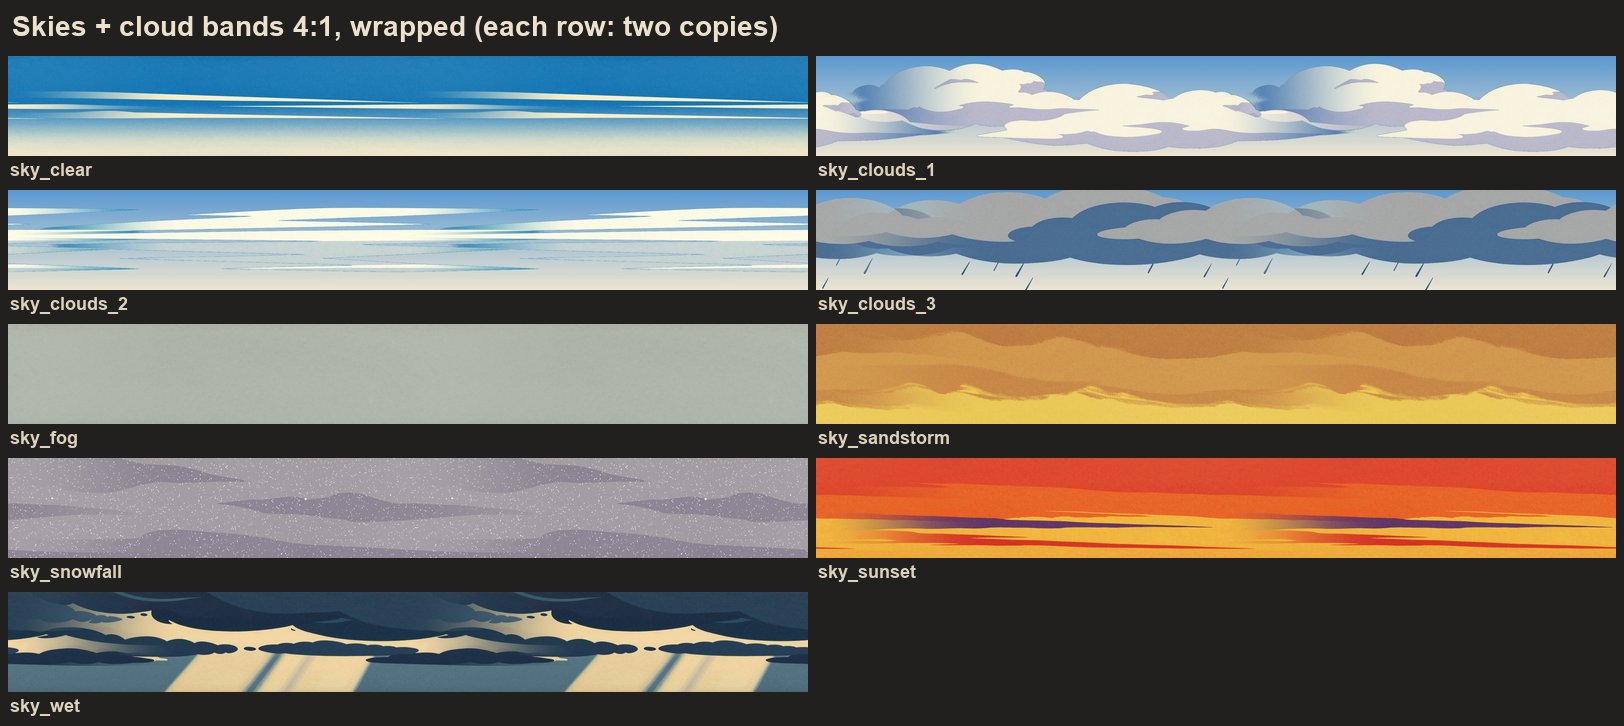 Skies + cloud bands 4:1, wrapped (each row: two copies)
sky_clear
sky_clouds_1
sky_clouds_2
sky_clouds_3
sky_fog
sky_sandstorm
sky_snowfall
sky_sunset
sky_wet